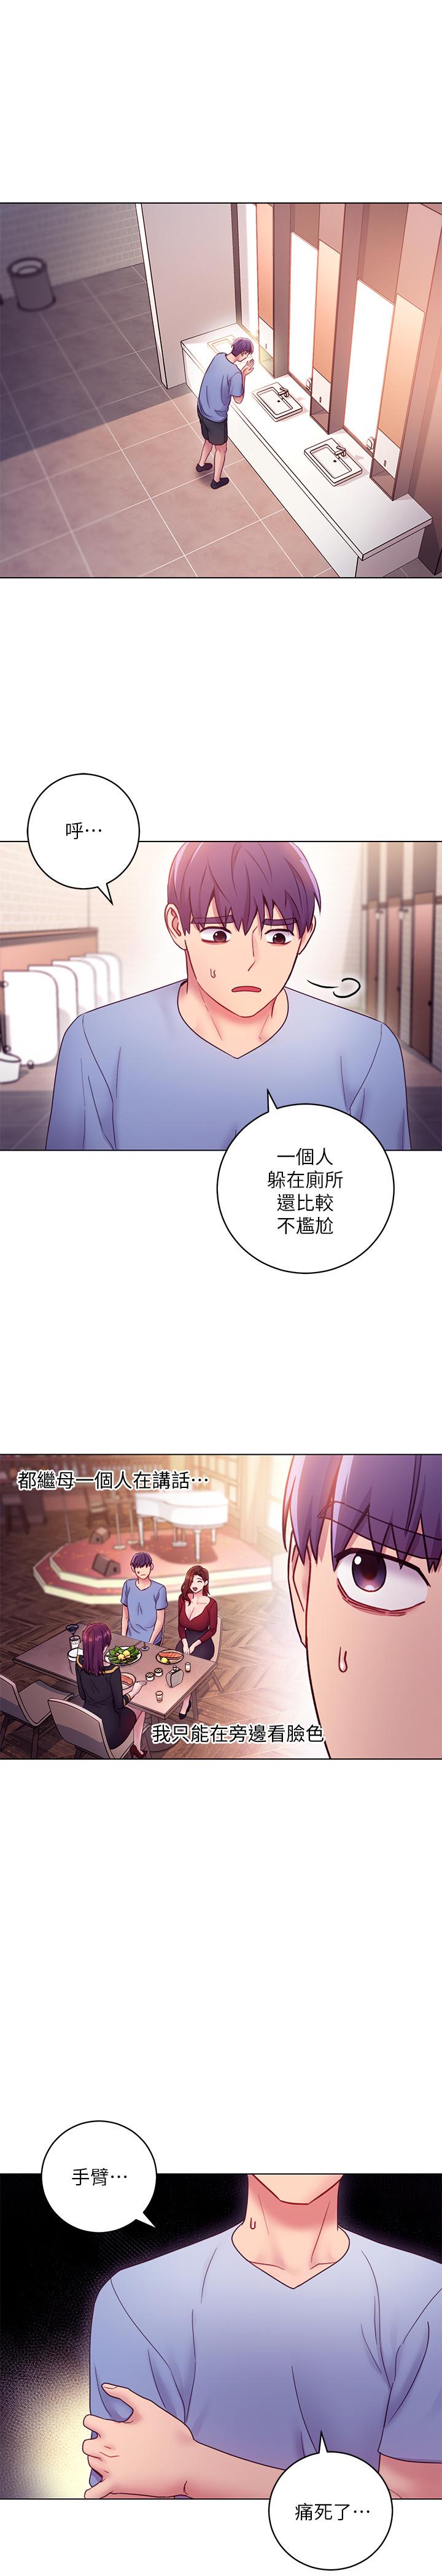 呼…
一個人
躲在廁所
還比較
不尷尬
都繼母一個人在講話…
我只能在旁邊看臉色
手臂…
痛死了…